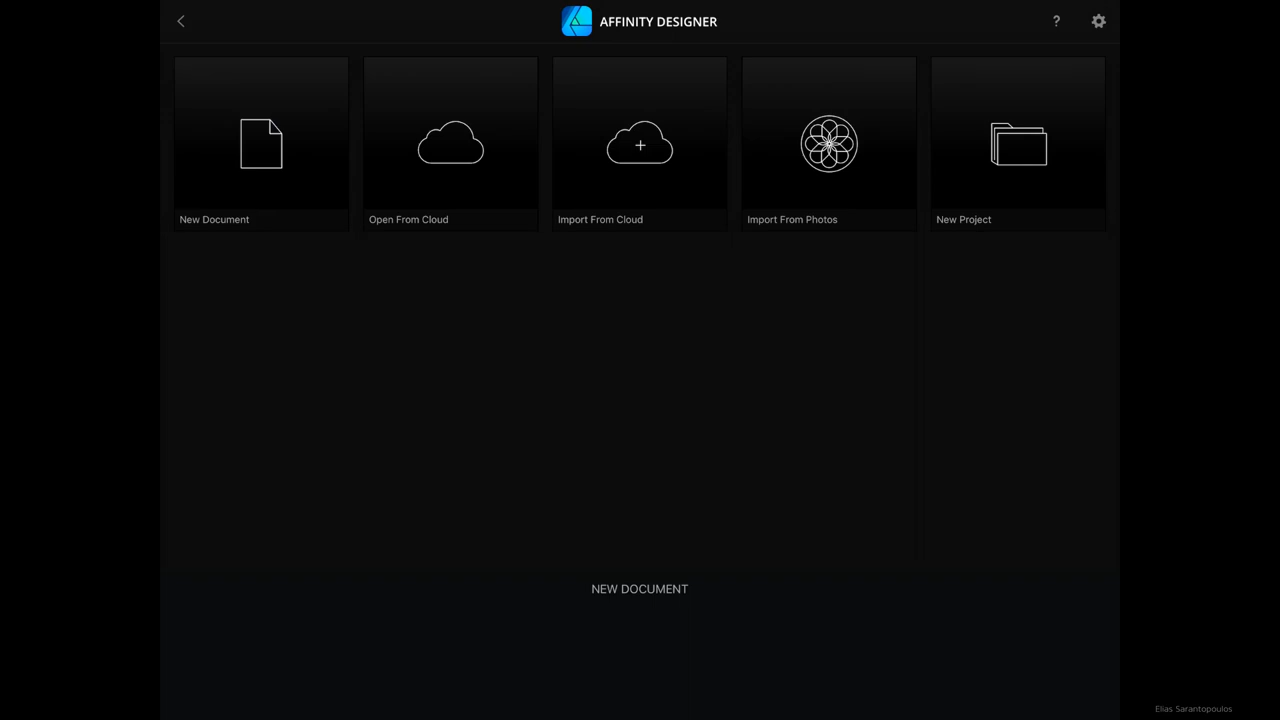 AFFINITY DESIGNER
?
New Document
Open From Cloud
Import From Cloud
Import From Photos
New Project
NEW DOCUMENT
Elias Sarantopoulos